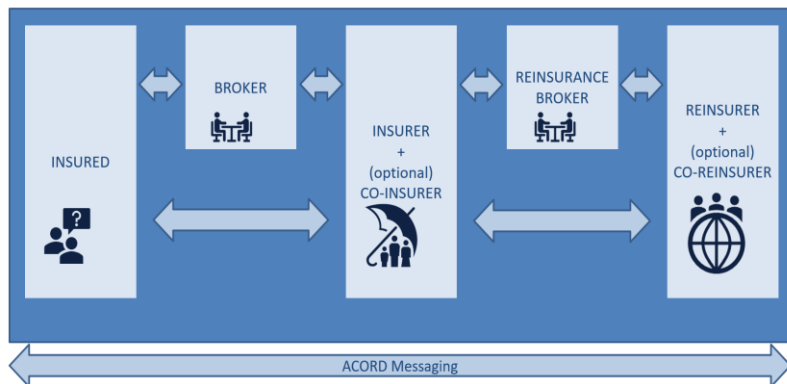 INSURED
BROKER
INSURER
+
(optional)
CO-INSURER
REINSURANCE
BROKER
REINSURER
+
(optional)
CO-REINSURER
?
ACORD Messaging